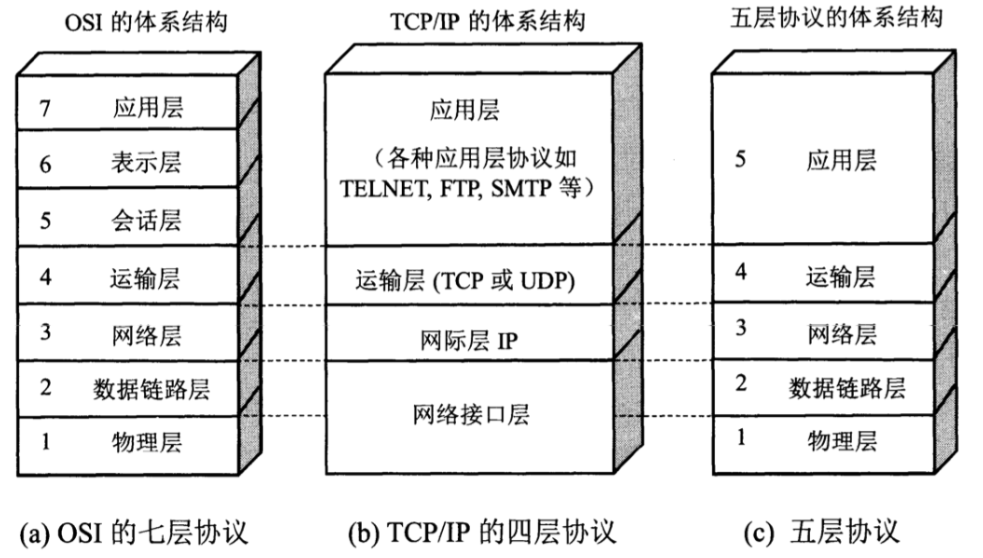 OSI 的体系结构
7 应用层
6 表示层
5 会话层
4 运输层
3 网络层
2 数据链路层
1 物理层
(a) OSI 的七层协议
TCP/IP 的体系结构
应用层
（各种应用层协议如
TELNET, FTP, SMTP 等）
运输层 (TCP 或 UDP)
网际层 IP
网络接口层
(b) TCP/IP 的四层协议
五层协议的体系结构
5 应用层
4 运输层
3 网络层
2 数据链路层
1 物理层
(c) 五层协议